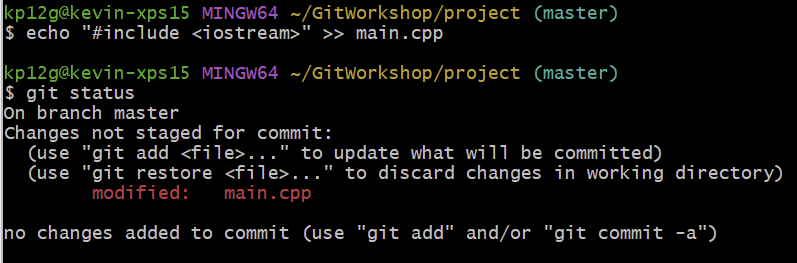 kp12g@kevin-xps15 MINGW64 ~/GitWorkshop/project (master)
$ echo "#include <iostream>" >> main.cpp
kp12g@kevin-xps15 MINGW64 ~/GitWorkshop/project (master)
$ git status
On branch master
Changes not staged for commit:
  (use "git add <file>..." to update what will be committed)
  (use "git restore <file>..." to discard changes in working directory)
        modified:   main.cpp
no changes added to commit (use "git add" and/or "git commit -a")